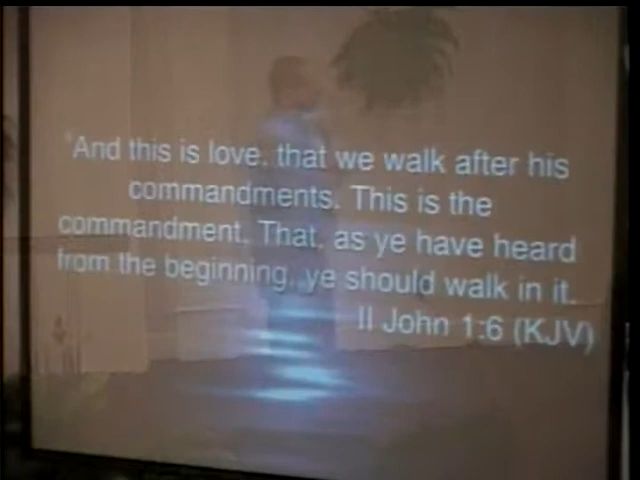 "And this is love, that we walk after his
commandments. This is the
commandment, That, as ye have heard
from the beginning, ye should walk in it.
II John 1:6 (KJV)